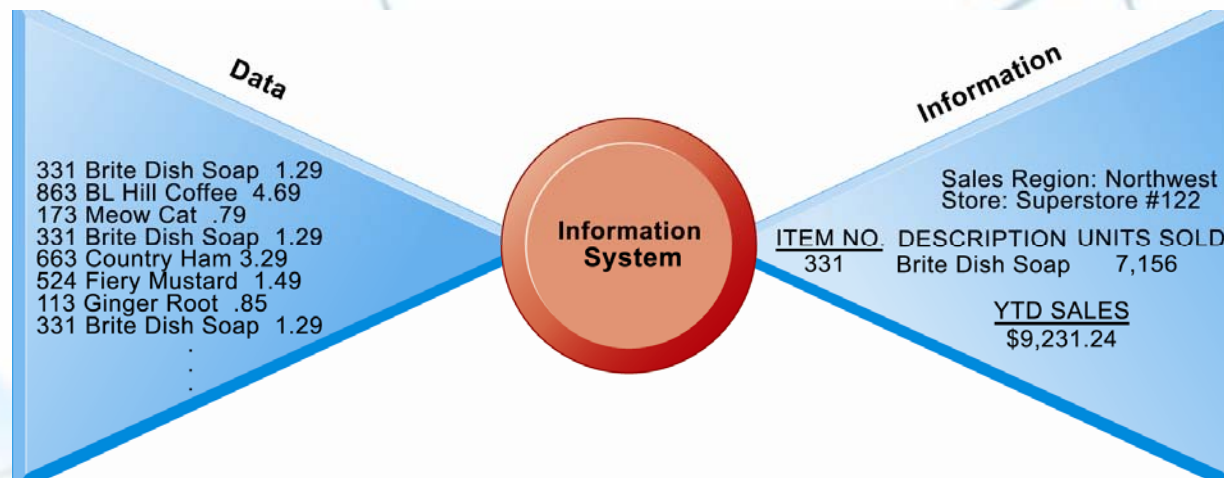 Data
331 Brite Dish Soap 1.29
863 BL Hill Coffee 4.69
173 Meow Cat .79
331 Brite Dish Soap 1.29
663 Country Ham 3.29
524 Fiery Mustard 1.49
113 Ginger Root .85
331 Brite Dish Soap 1.29
.
.
.
.
Information
System
Information
Sales Region: Northwest
Store: Superstore #122
ITEM NO. DESCRIPTION UNITS SOLD
331 Brite Dish Soap 7,156
YTD SALES
$9,231.24